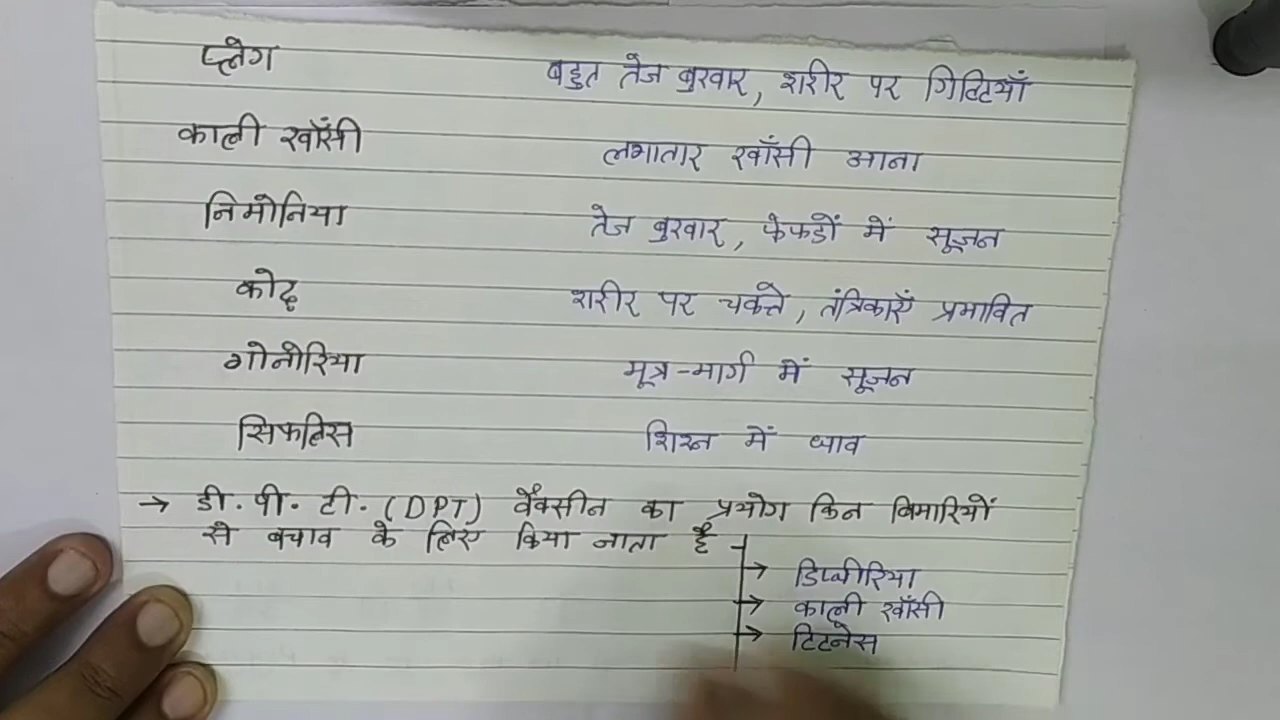 प्लेग बहुत तेज बुखार, शरीर पर गिल्टियाँ
काली खाँसी लगातार खाँसी आना
निमोनिया तेज बुखार, फेफडों में सूजन
कोढ़ शरीर पर चकत्ते, तंत्रिकाएँ प्रभावित
गोनोरिया मूत्र-मार्ग में सूजन
सिफलिस शिश्न में घाव
→ डी. पी. टी. (DPT) वैक्सीन का प्रयोग किन बिमारियों
से बचाव के लिए किया जाता है
→ डिप्थीरिया
→ काली खाँसी
→ टिटनेस